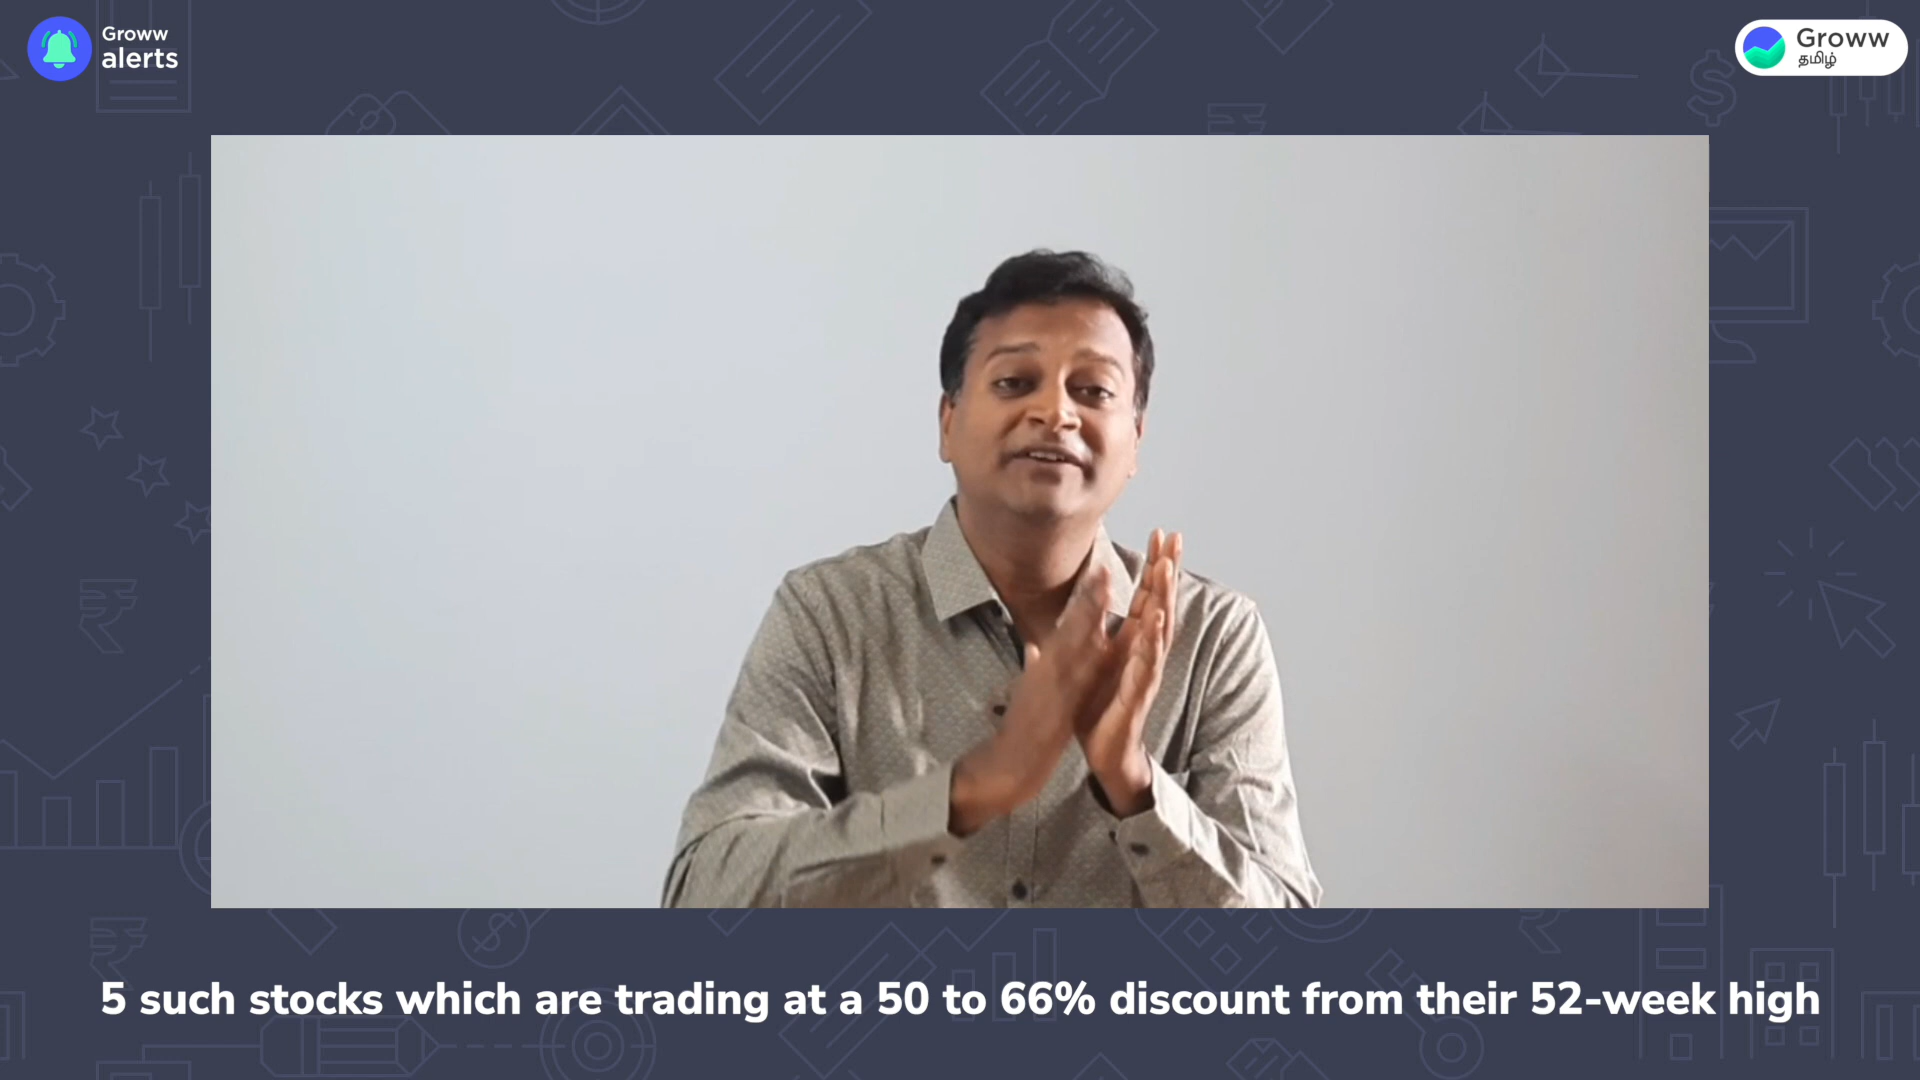 Groww
alerts
Groww
தமிழ்
5 such stocks which are trading at a 50 to 66% discount from their 52-week high